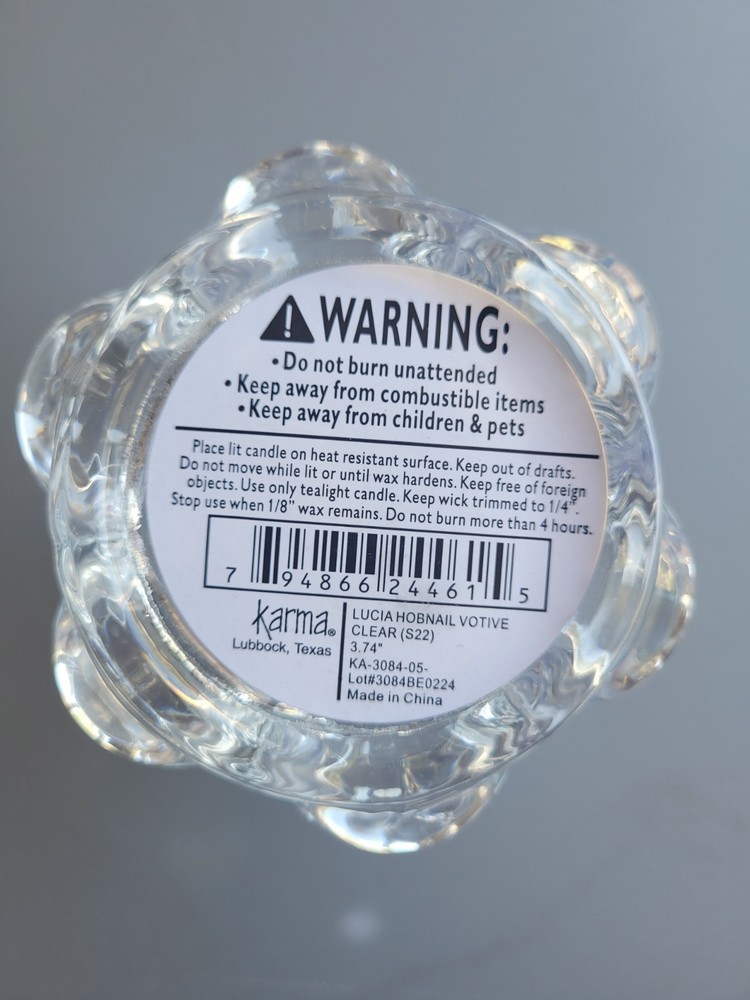 WARNING:
• Do not burn unattended
• Keep away from combustible items
• Keep away from children & pets
Place lit candle on heat resistant surface. Keep out of drafts.
Do not move while lit or until wax hardens. Keep free of foreign
objects. Use only tealight candle. Keep wick trimmed to 1/4".
Stop use when 1/8" wax remains. Do not burn more than 4 hours.
7 94866 24461 5
Karma®
Lubbock, Texas
LUCIA HOBNAIL VOTIVE
CLEAR (S22)
3.74"
KA-3084-05-
Lot#3084BE0224
Made in China